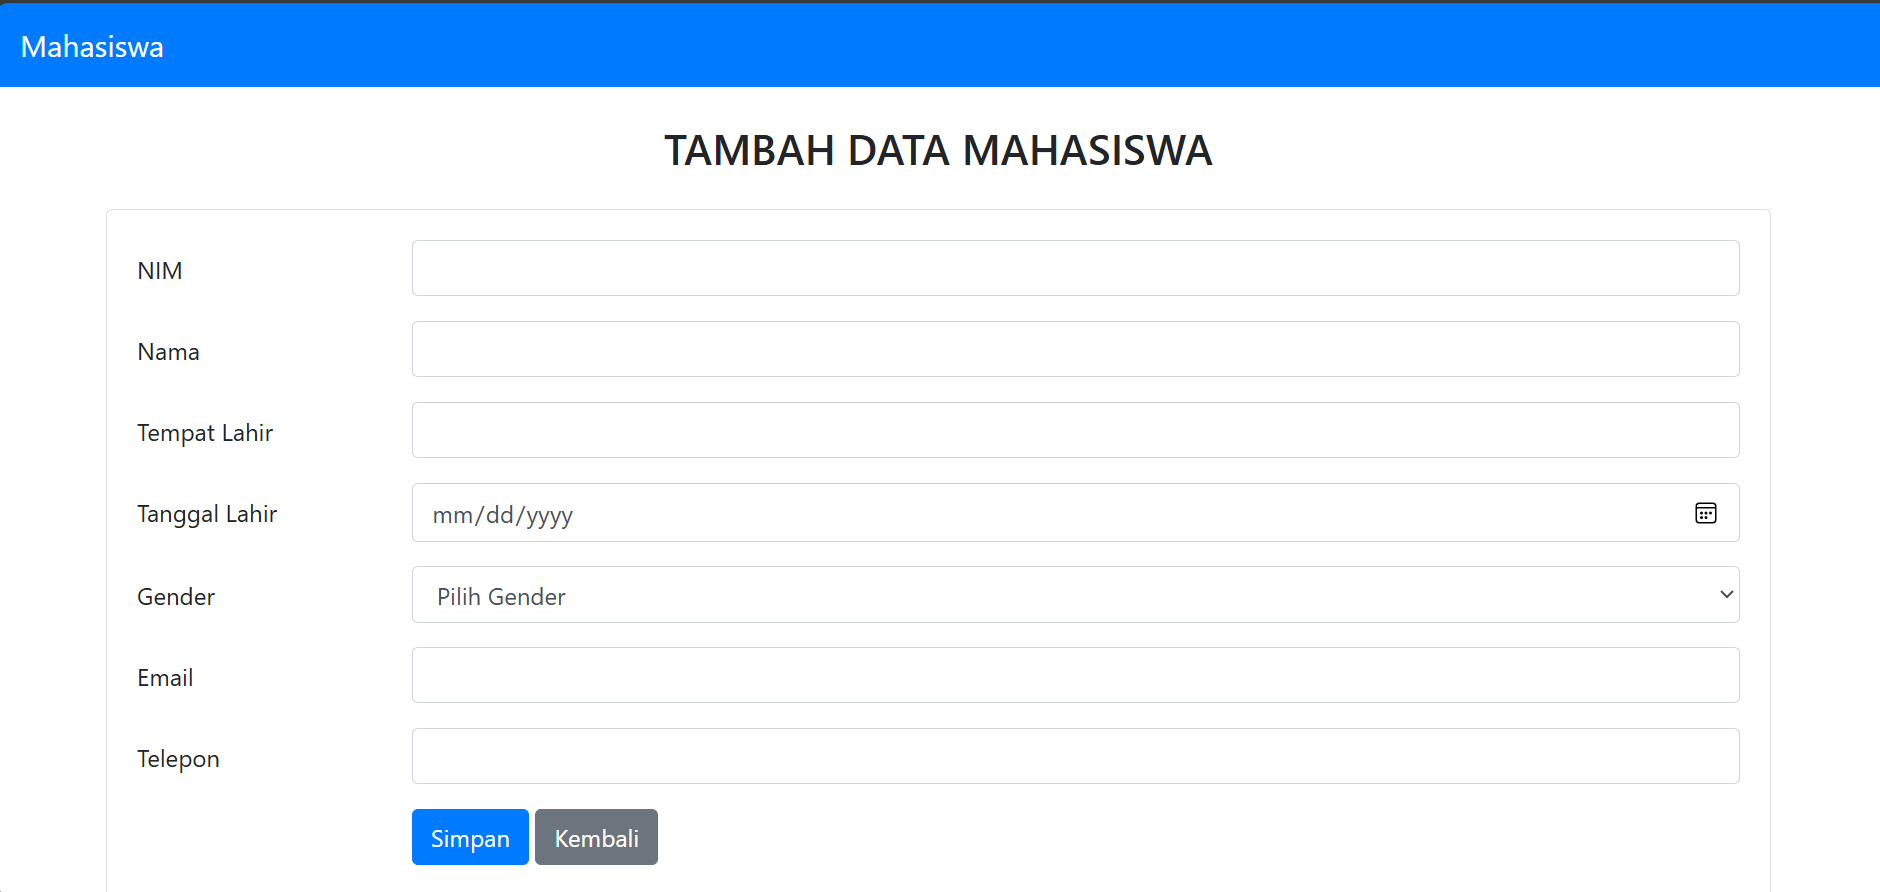 Mahasiswa
TAMBAH DATA MAHASISWA
NIM
Nama
Tempat Lahir
Tanggal Lahir mm/dd/yyyy
Gender Pilih Gender
Email
Telepon
Simpan Kembali